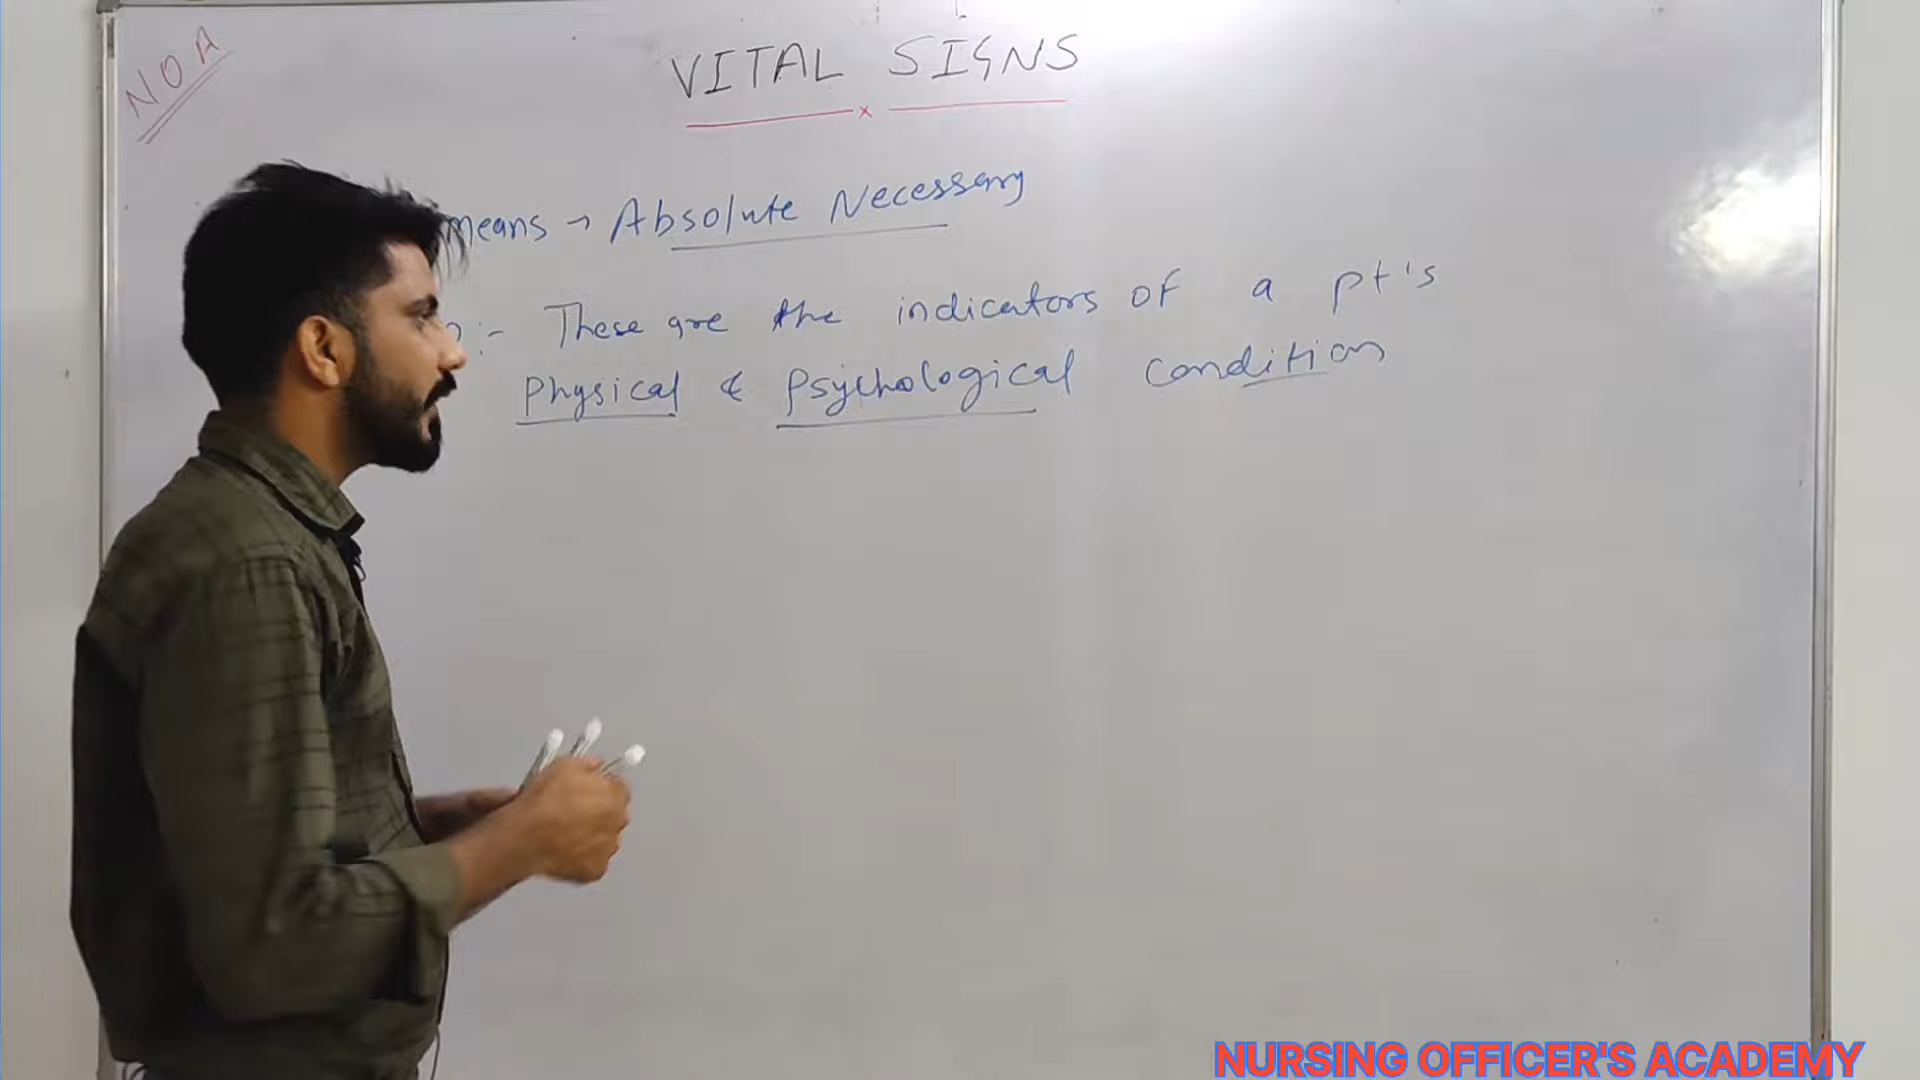 NOA
VITAL SIGNS
x
means → Absolute Necessary
:- These are the indicators of a pt's
Physical & Psychological condition
NURSING OFFICER'S ACADEMY